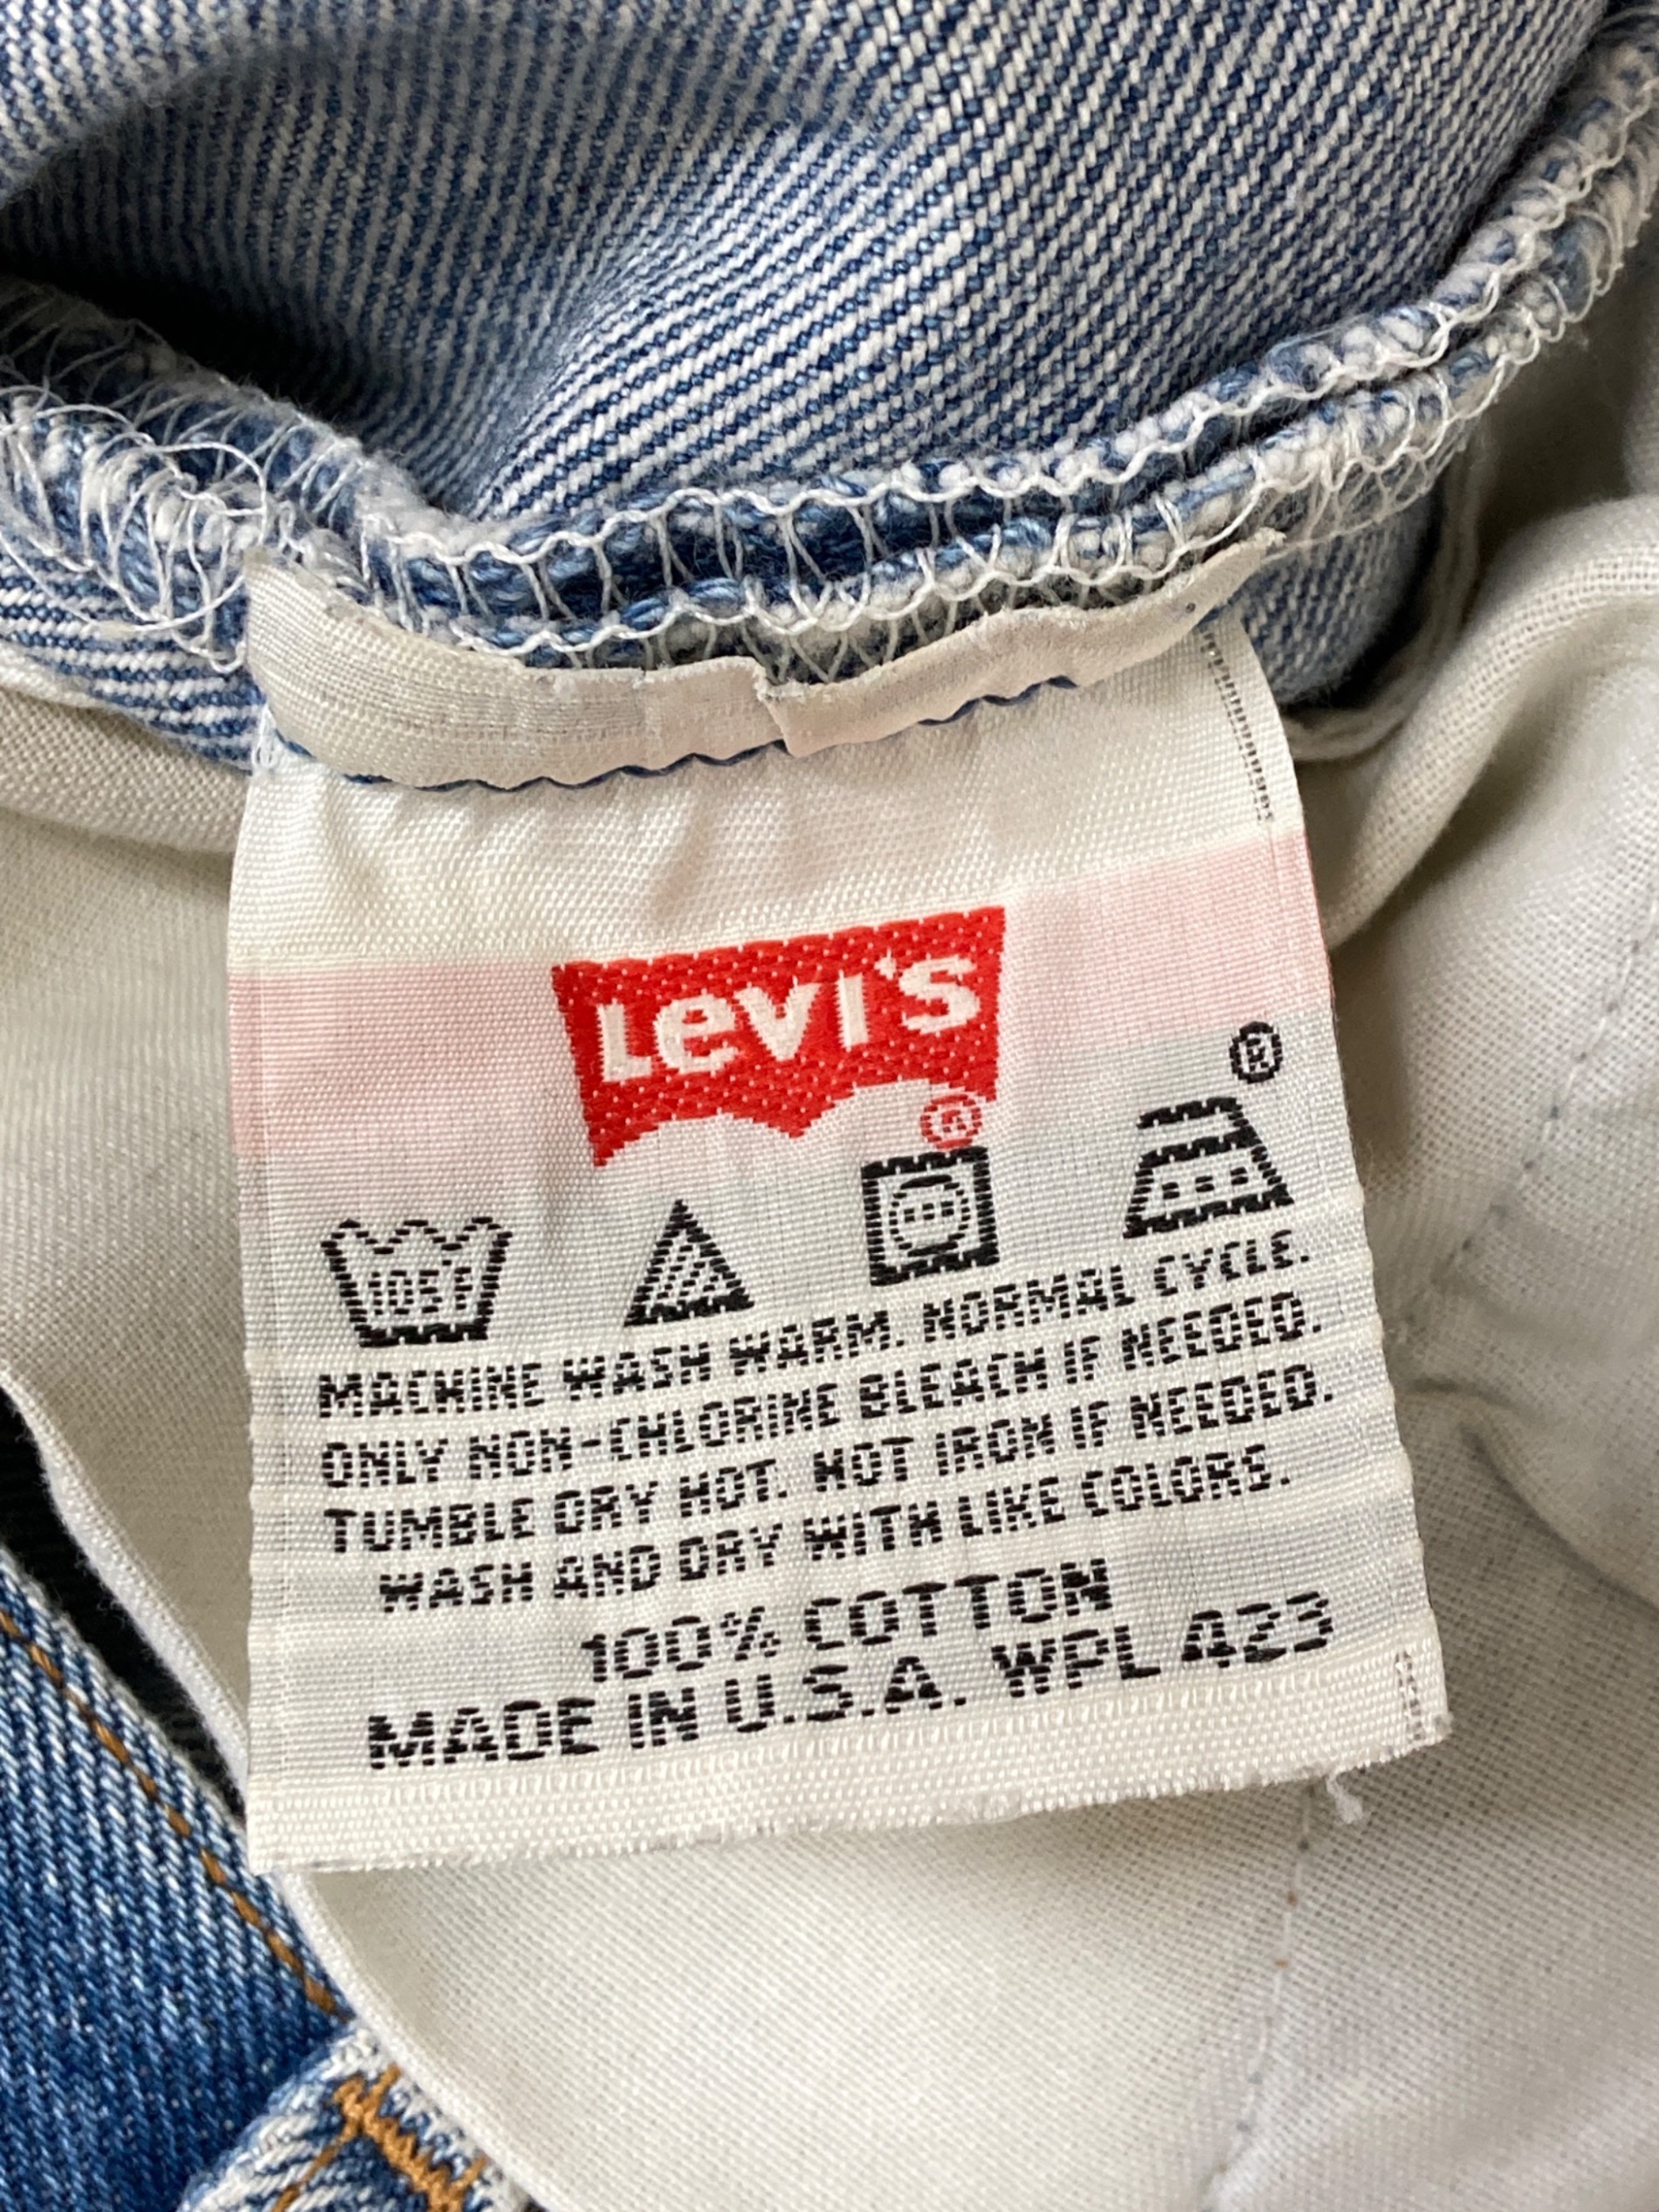 LEVI'S
®
®
105°F
MACHINE WASH WARM. NORMAL CYCLE.
ONLY NON-CHLORINE BLEACH IF NEEDED.
TUMBLE DRY HOT. HOT IRON IF NEEDED.
WASH AND DRY WITH LIKE COLORS.
100% COTTON
MADE IN U.S.A. WPL 423